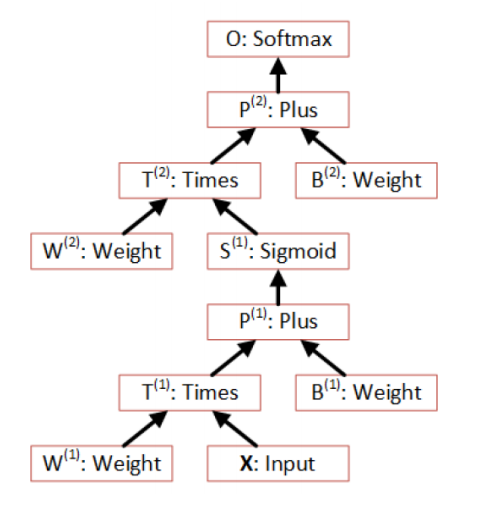 O: Softmax
P(2): Plus
T(2): Times
B(2): Weight
W(2): Weight
S(1): Sigmoid
P(1): Plus
T(1): Times
B(1): Weight
W(1): Weight
X: Input